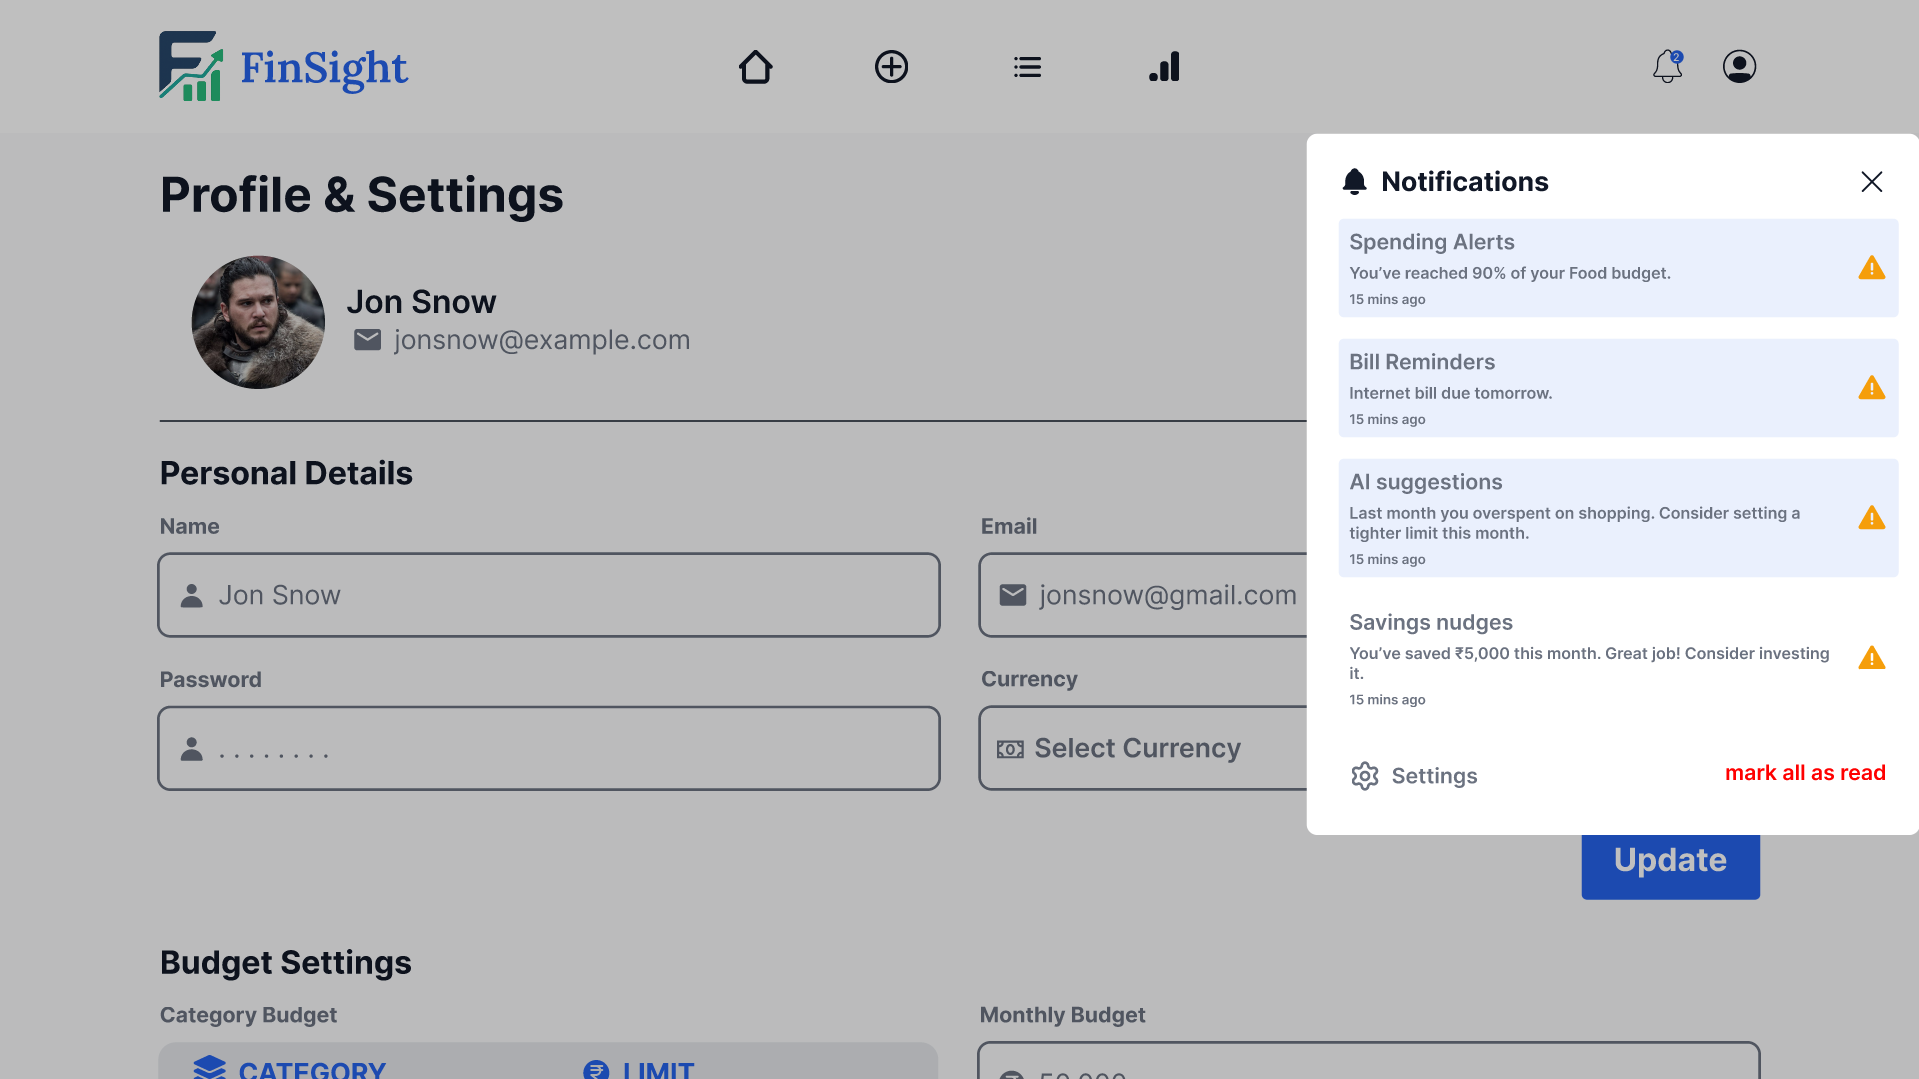 FinSight
2
Profile & Settings
Jon Snow
jonsnow@example.com
Personal Details
Name
Email
Jon Snow
jonsnow@gmail.com
Password
Currency
. . . . . . . .
Select Currency
Update
Budget Settings
Category Budget
Monthly Budget
CATEGORY
₹ LIMIT
50,000
Notifications
Spending Alerts
You’ve reached 90% of your Food budget.
15 mins ago
Bill Reminders
Internet bill due tomorrow.
15 mins ago
AI suggestions
Last month you overspent on shopping. Consider setting a
tighter limit this month.
15 mins ago
Savings nudges
You’ve saved ₹5,000 this month. Great job! Consider investing
it.
15 mins ago
Settings
mark all as read